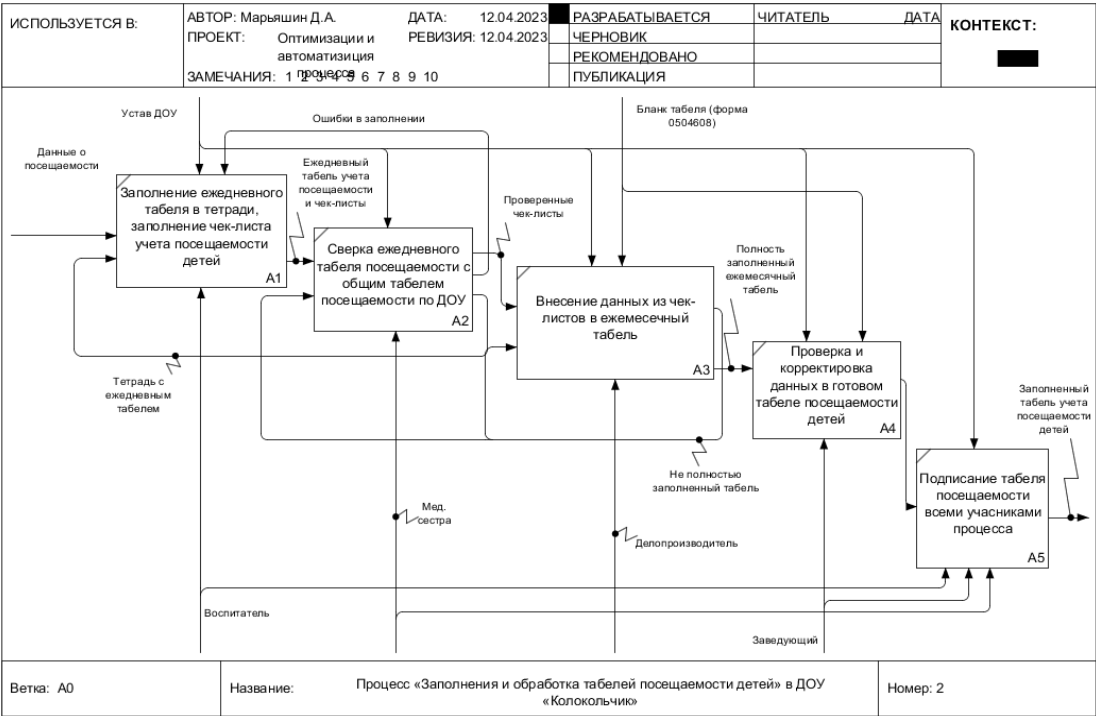 ИСПОЛЬЗУЕТСЯ В:
АВТОР: Марьяшин Д.А.
ДАТА: 12.04.2023
ПРОЕКТ: Оптимизации и
автоматизиция
процесса
РЕВИЗИЯ: 12.04.2023
ЗАМЕЧАНИЯ: 1 2 3 4 5 6 7 8 9 10
РАЗРАБАТЫВАЕТСЯ
ЧЕРНОВИК
РЕКОМЕНДОВАНО
ПУБЛИКАЦИЯ
ЧИТАТЕЛЬ
ДАТА
КОНТЕКСТ:
Устав ДОУ
Ошибки в заполнении
Бланк табеля (форма
0504608)
Данные о
посещаемости
Ежедневный
табель учета
посещаемости
и чек-листы
Заполнение ежедневного
табеля в тетради,
заполнение чек-листа
учета посещаемости
детей
A1
Проверенные
чек-листы
Сверка ежедневного
табеля посещаемости с
общим табелем
посещаемости по ДОУ
A2
Полность
заполненный
ежемесячный
табель
Внесение данных из чек-
листов в ежемесечный
табель
A3
Проверка и
корректировка
данных в готовом
табеле посещаемости
детей
A4
Тетрадь с
ежедневным
табелем
Заполненный
табель учета
посещаемости
детей
Не полностью
заполненный табель
Подписание табеля
посещаемости
всеми учасниками
процесса
A5
Мед.
сестра
Делопроизводитель
Воспитатель
Заведующий
Ветка: A0
Название:
Процесс «Заполнения и обработка табелей посещаемости детей» в ДОУ
«Колокольчик»
Номер: 2